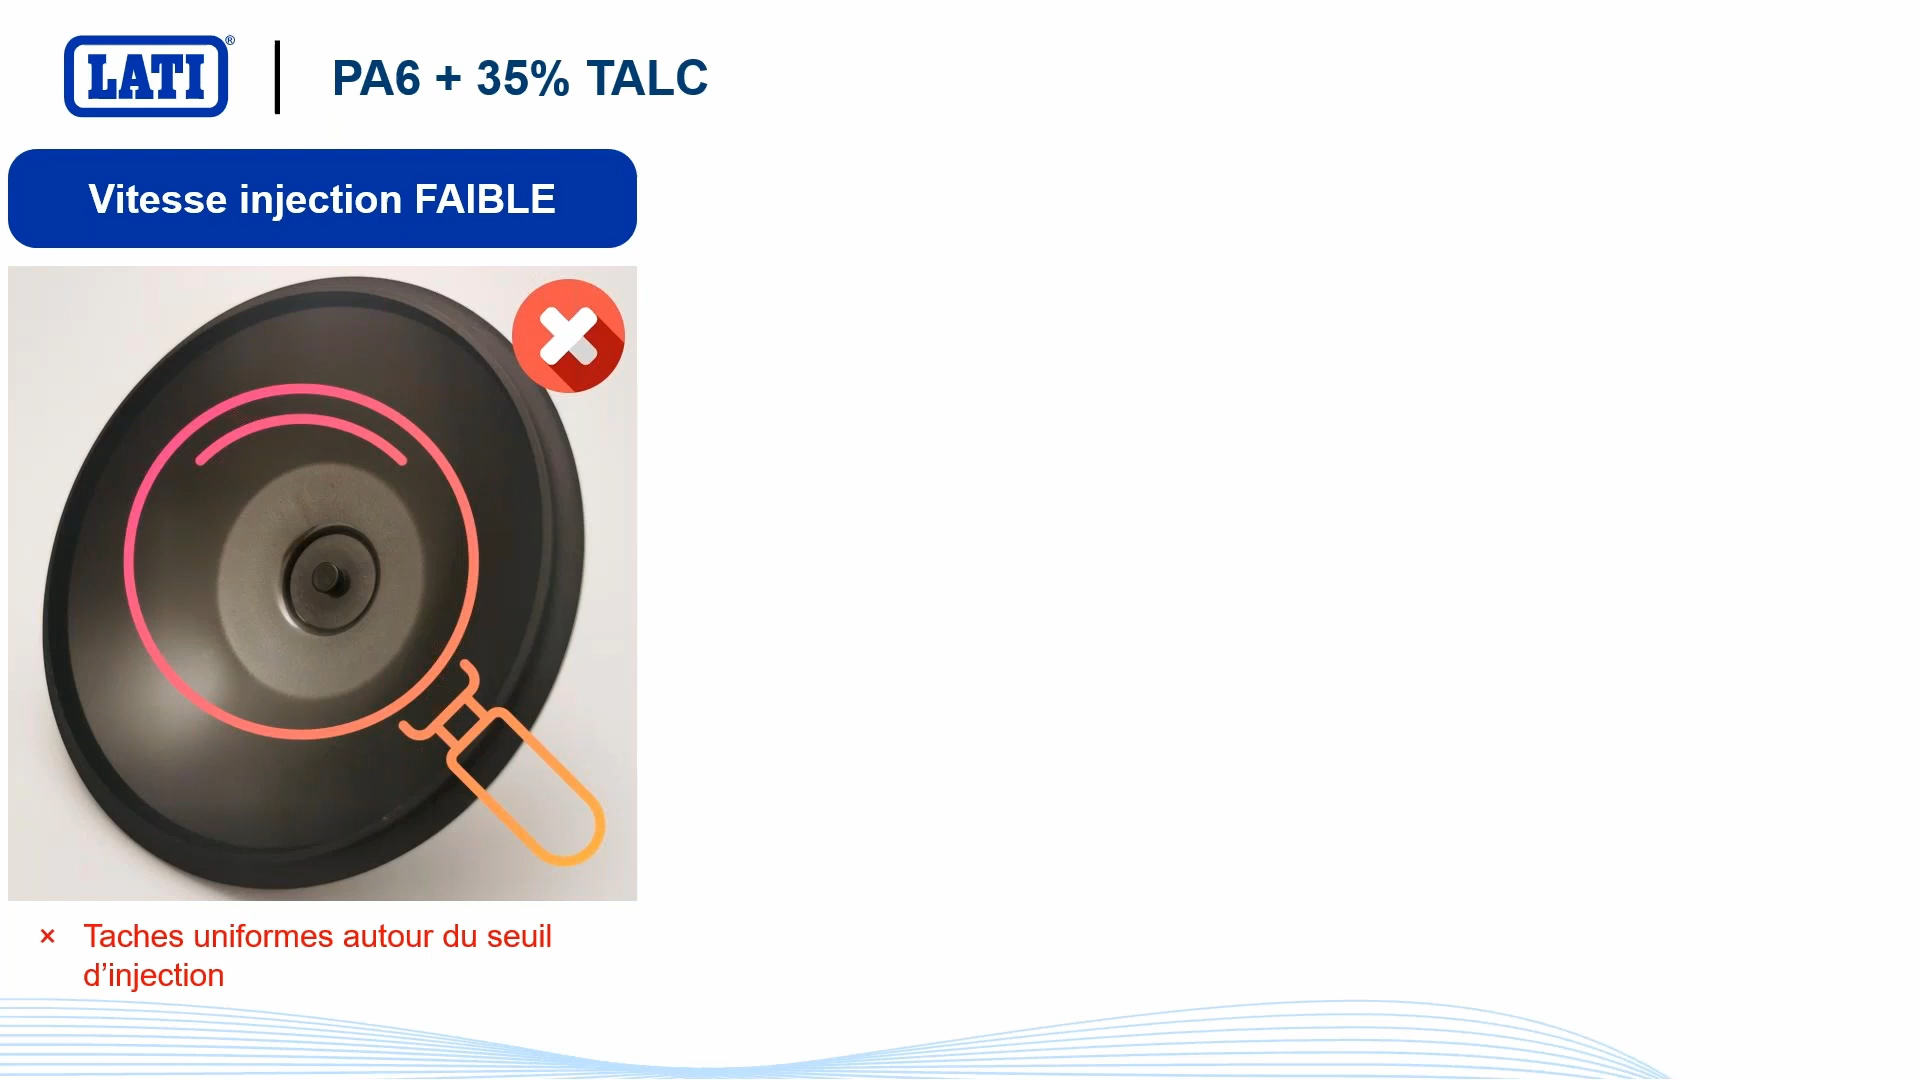 LATI®
PA6 + 35% TALC
Vitesse injection FAIBLE
× Taches uniformes autour du seuil
d’injection